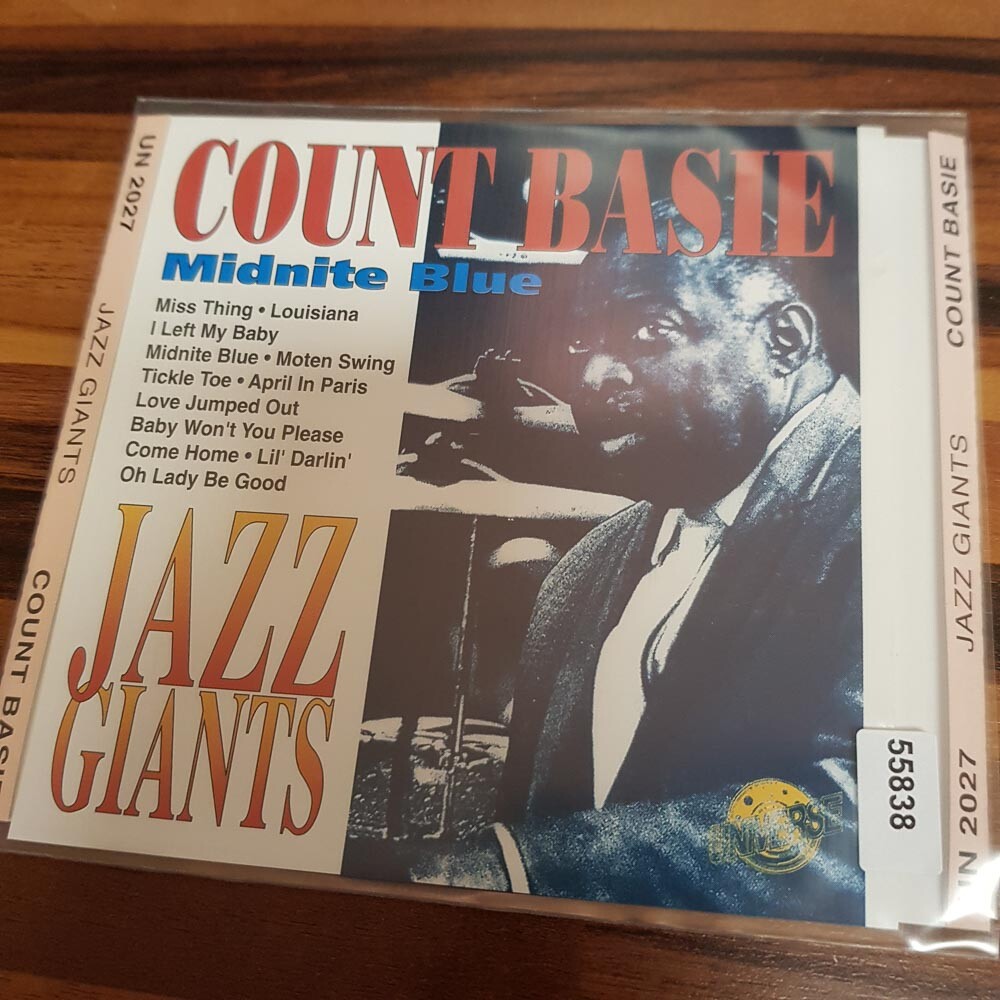 COUNT BASIE
Midnite Blue
Miss Thing • Louisiana
I Left My Baby
Midnite Blue • Moten Swing
Tickle Toe • April In Paris
Love Jumped Out
Baby Won't You Please
Come Home • Lil' Darlin'
Oh Lady Be Good
JAZZ
GIANTS
UNIVERSE
UN 2027
JAZZ GIANTS
COUNT BASIE
COUNT BASIE
JAZZ GIANTS
UN 2027
55838